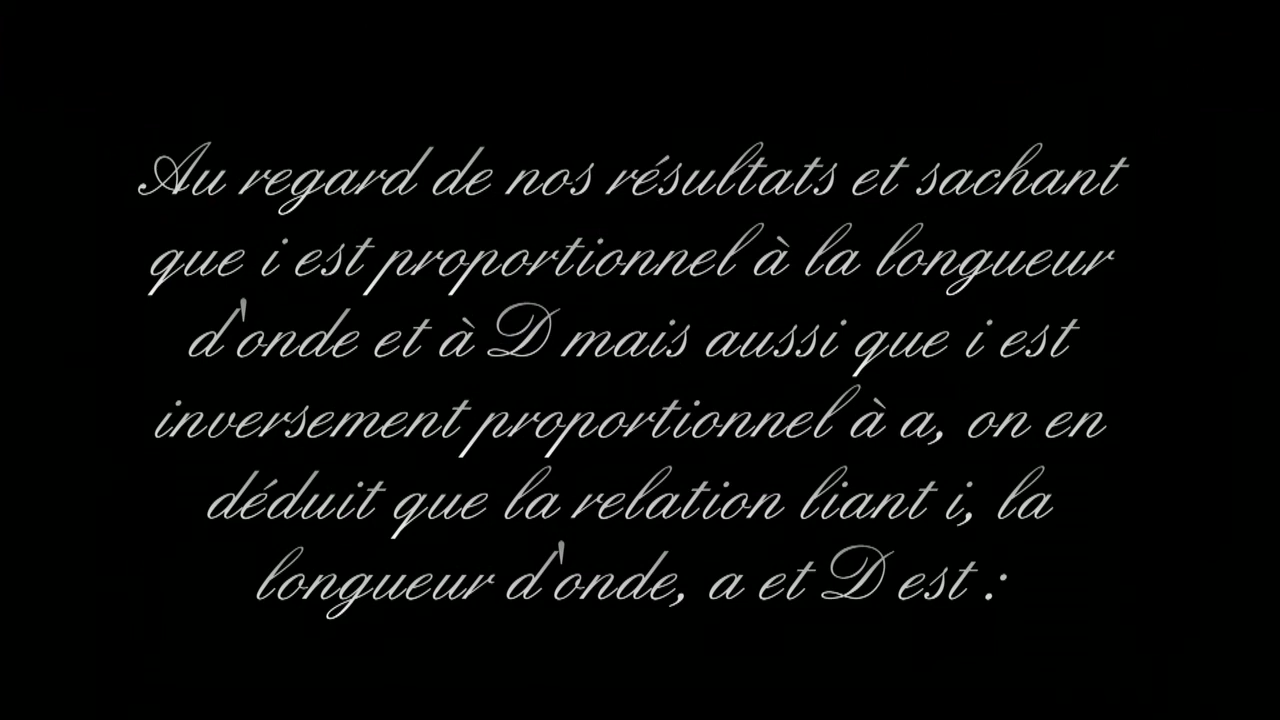 Au regard de nos résultats et sachant
que i est proportionnel à la longueur
d'onde et à D mais aussi que i est
inversement proportionnel à a, on en
déduit que la relation liant i, la
longueur d'onde, a et D est :